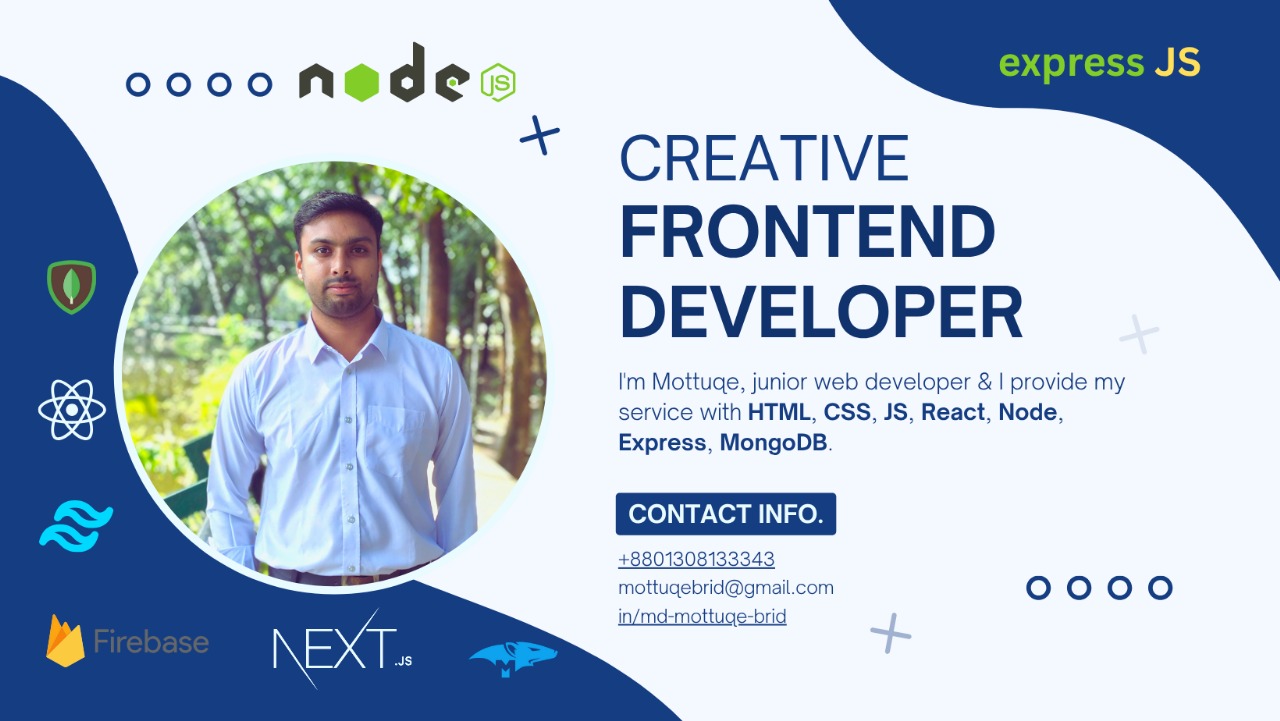 node JS
express JS
CREATIVE
FRONTEND
DEVELOPER
I'm Mottuqe, junior web developer & I provide my
service with HTML, CSS, JS, React, Node,
Express, MongoDB.
CONTACT INFO.
+8801308133343
mottuqebrid@gmail.com
in/md-mottuqe-brid
Firebase
NEXT.JS
M